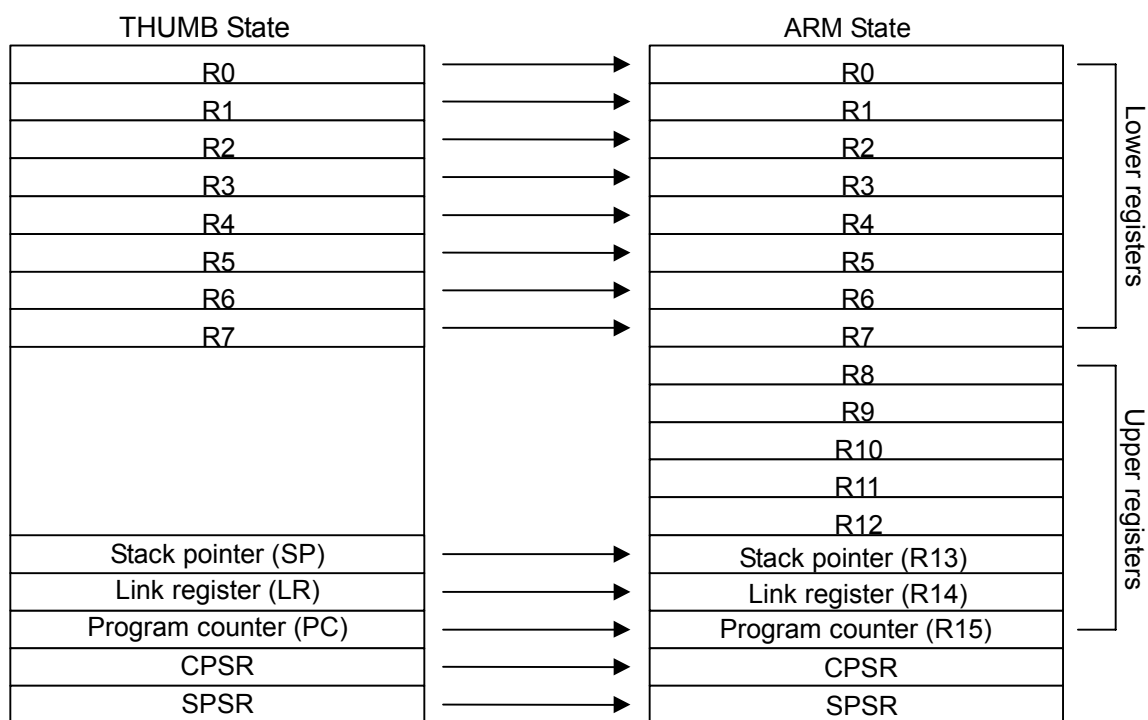 THUMB State
R0
R1
R2
R3
R4
R5
R6
R7
Stack pointer (SP)
Link register (LR)
Program counter (PC)
CPSR
SPSR
ARM State
R0
R1
R2
R3
R4
R5
R6
R7
R8
R9
R10
R11
R12
Stack pointer (R13)
Link register (R14)
Program counter (R15)
CPSR
SPSR
Lower registers
Upper registers